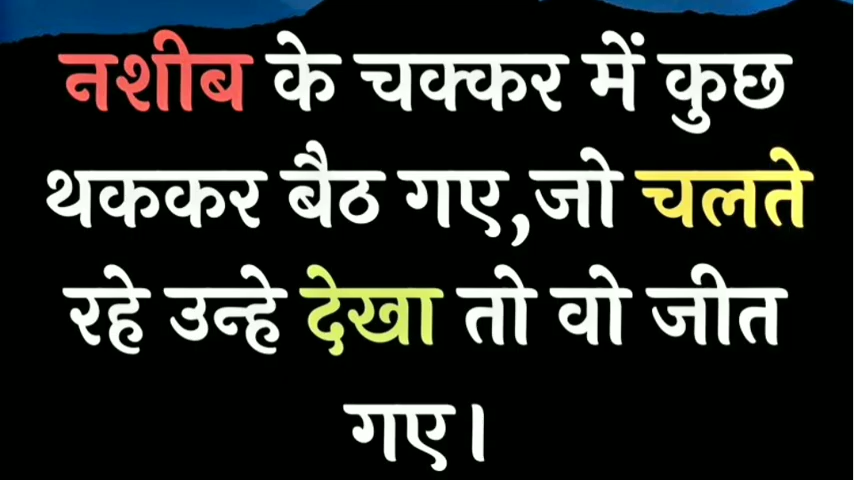 नशीब के चक्कर में कुछ
थककर बैठ गए,जो चलते
रहे उन्हे देखा तो वो जीत
गए।